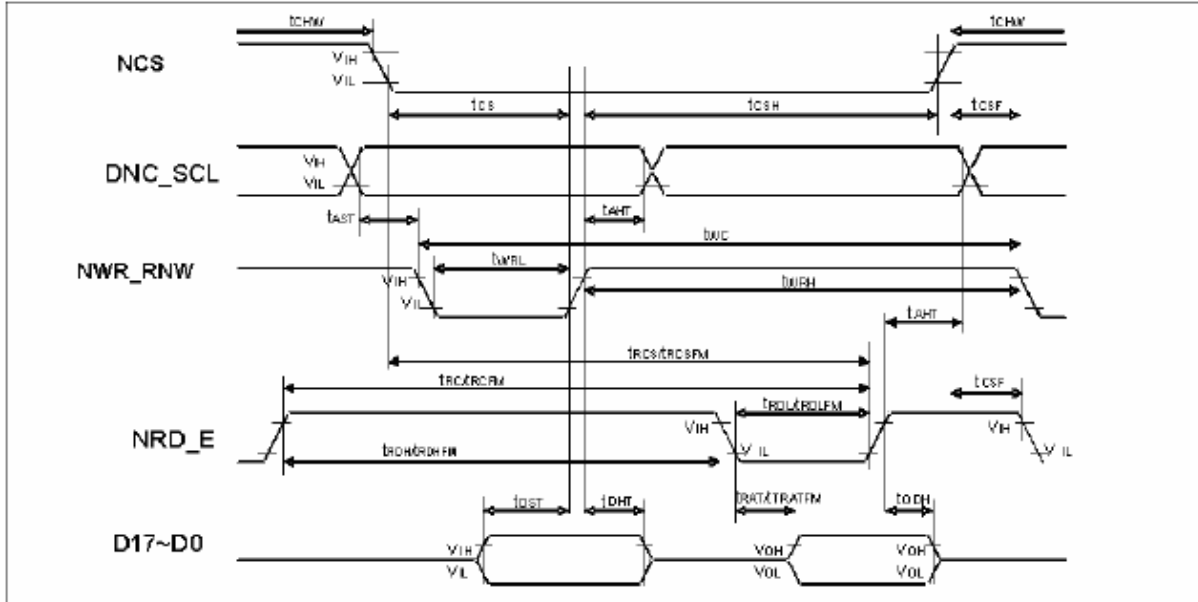 tCHW tCHW
NCS VIH
VIL
tCS tCSH tCSF
DNC_SCL VIH
VIL
tAST tAHT
tWC
NWR_RNW tWRL
VIH
VIL tWRH
tAHT
tRCS/tRCSFM
tRC/tRCFM tCSF
tRDL/tRDLFM
NRD_E VIH VIH
tRDH/tRDHFM VIL VIL
tDST tDHT tRAT/tTRATFM tODH
D17~D0 VIH VOH VOH
VIL VOL VOL